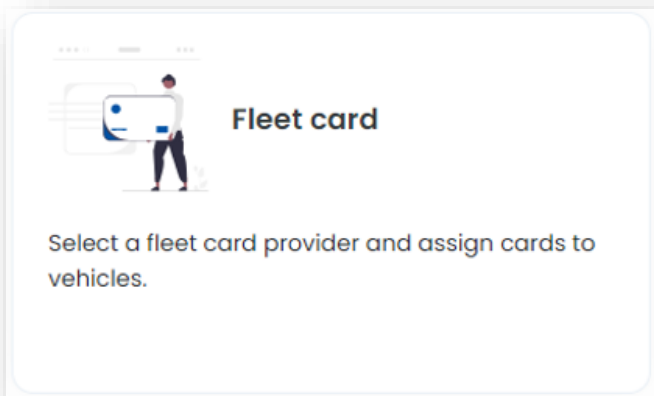 Fleet card
Select a fleet card provider and assign cards to
vehicles.